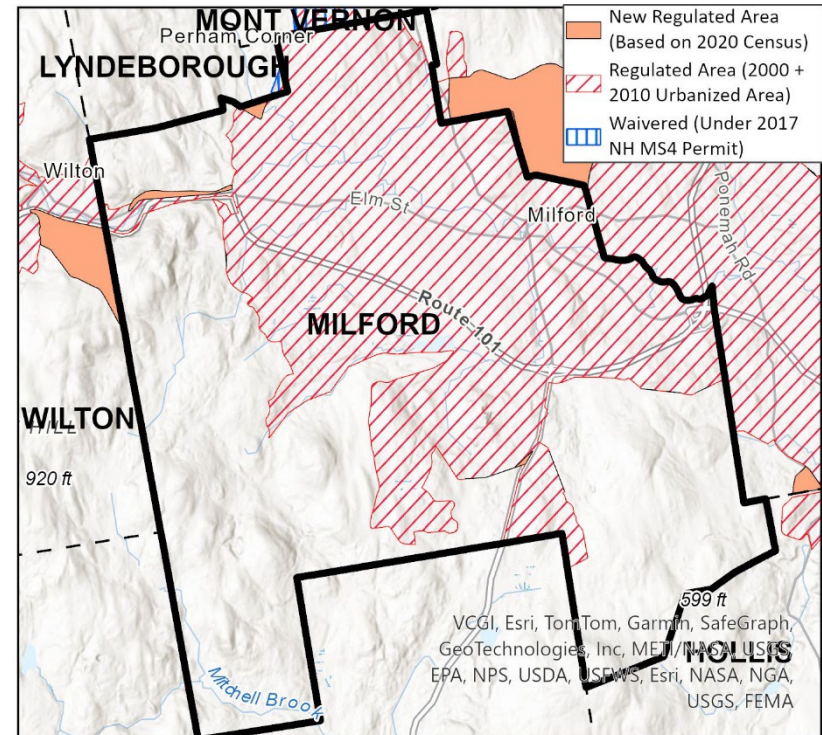 MONT VERNON
Perham Corner
LYNDEBOROUGH
New Regulated Area
(Based on 2020 Census)
Regulated Area (2000 +
2010 Urbanized Area)
Waivered (Under 2017
NH MS4 Permit)
Wilton
Elm St
Milford
Ponemah Rd
MILFORD
Route 101
WILTON
HILL
920 ft
599 ft
VCGI, Esri, TomTom, Garmin, SafeGraph,
GeoTechnologies, Inc, METI/NASA, USGS,
HOLLIS
EPA, NPS, USDA, USFWS, Esri, NASA, NGA,
USGS, FEMA
Mitchell Brook